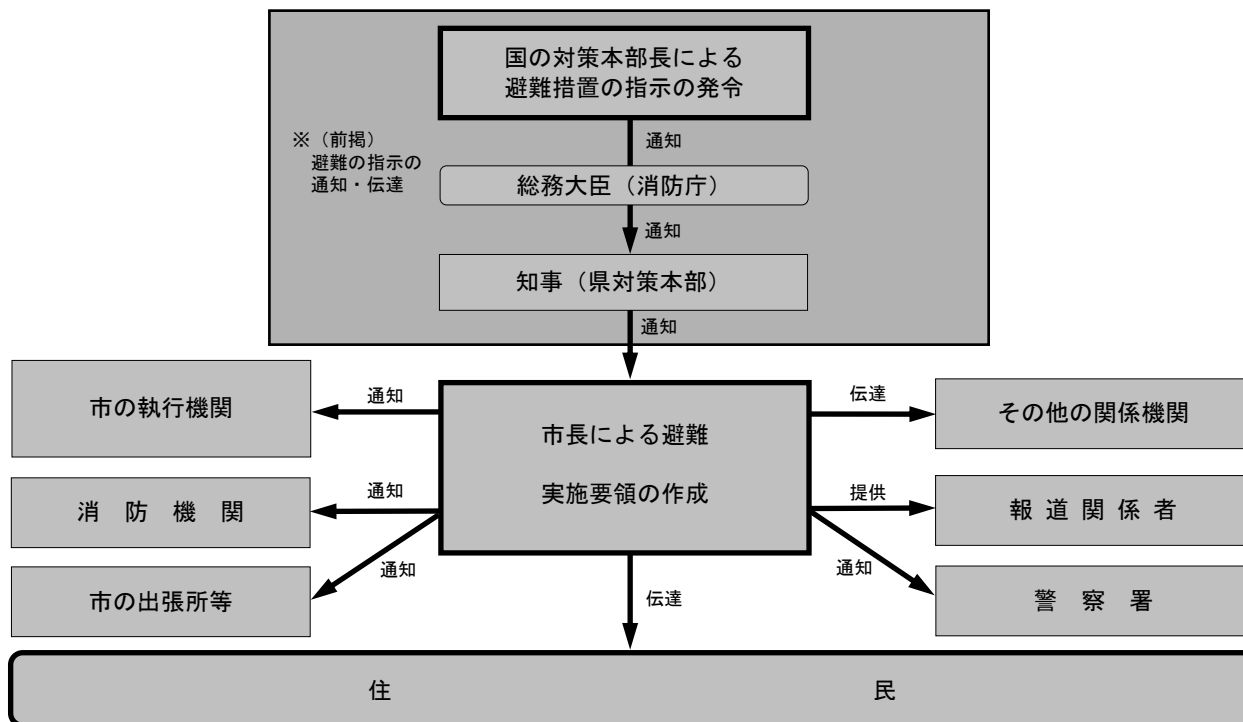 国の対策本部長による
避難措置の指示の発令
通知
※（前掲）
避難の指示の
通知・伝達
総務大臣（消防庁）
通知
知事（県対策本部）
通知
市の執行機関
通知
市長による避難
実施要領の作成
伝達
その他の関係機関
消　防　機　関
通知
提供
報 道 関 係 者
市の出張所等
通知
通知
警　察　署
伝達
住　　　　　民